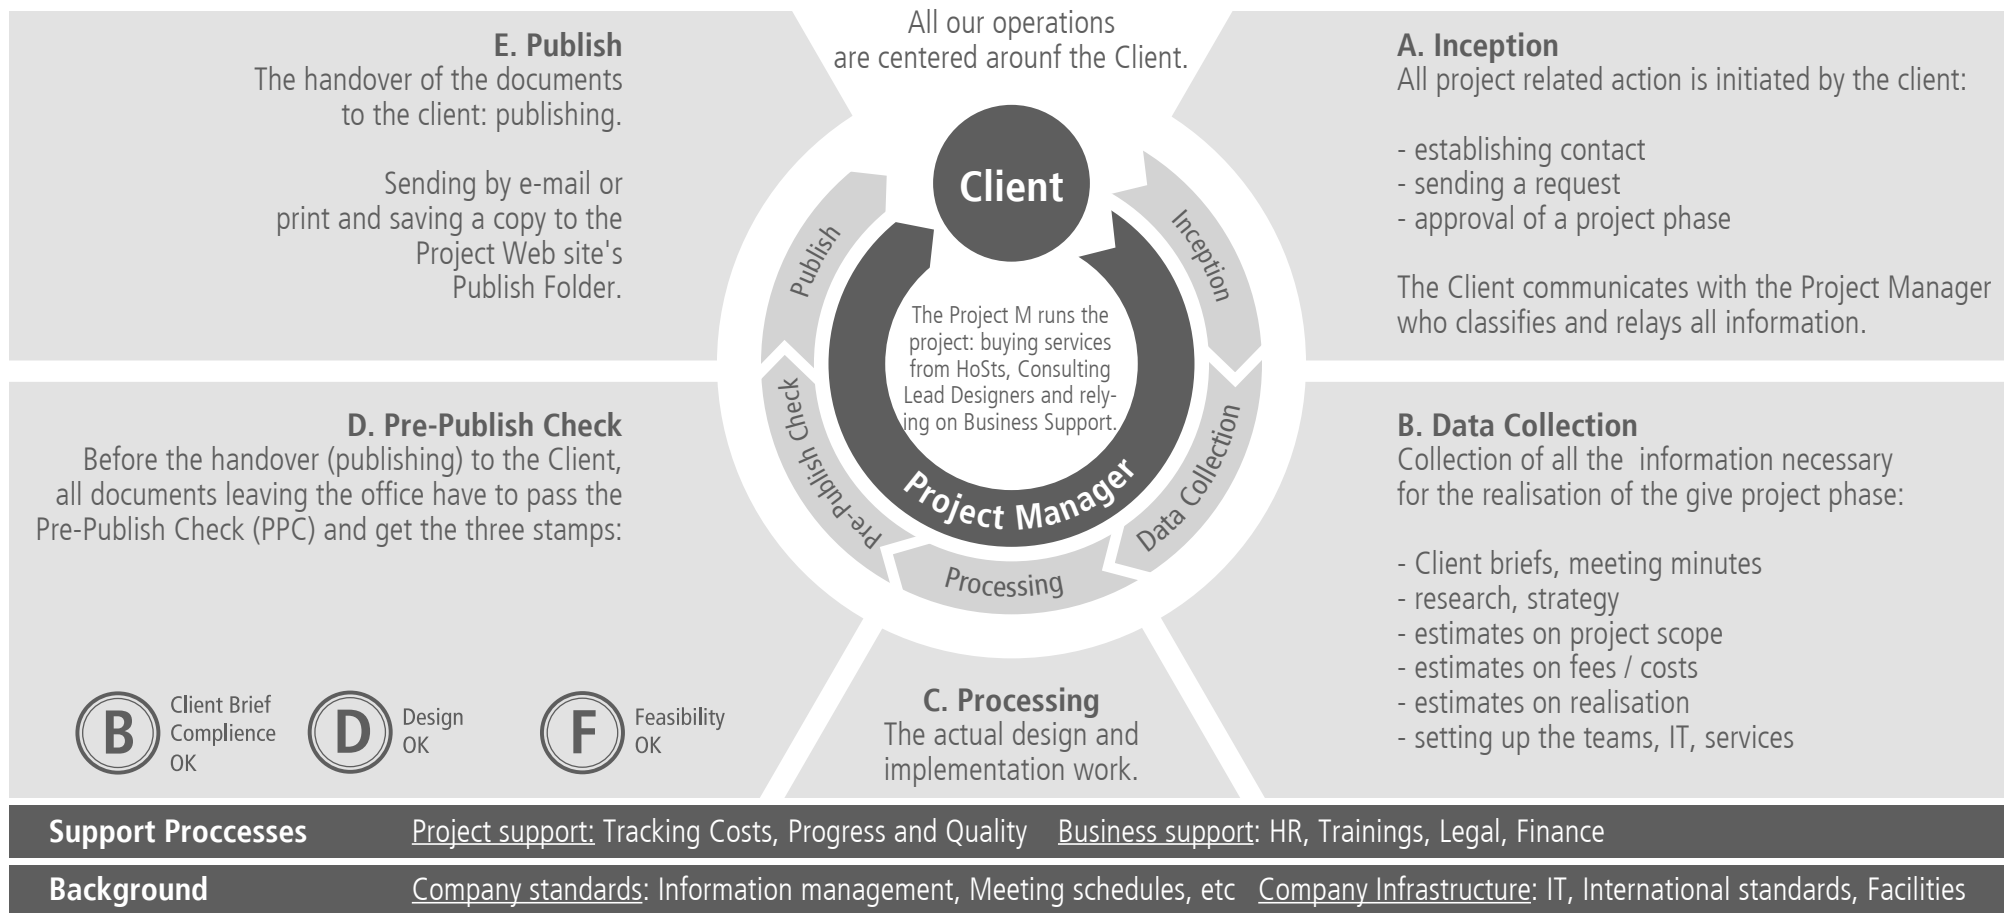 All our operations
are centered arounf the Client.
E. Publish
The handover of the documents
to the client: publishing.
Sending by e-mail or
print and saving a copy to the
Project Web site's
Publish Folder.
A. Inception
All project related action is initiated by the client:
- establishing contact
- sending a request
- approval of a project phase
The Client communicates with the Project Manager
who classifies and relays all information.
Client
Inception
Data Collection
Processing
Pre-Publish Check
Publish
Project Manager
The Project M runs the
project: buying services
from HoSts, Consulting
Lead Designers and rely-
ing on Business Support.
D. Pre-Publish Check
Before the handover (publishing) to the Client,
all documents leaving the office have to pass the
Pre-Publish Check (PPC) and get the three stamps:
B
Client Brief
Complience
OK
D
Design
OK
F
Feasibility
OK
B. Data Collection
Collection of all the  information necessary
for the realisation of the give project phase:
- Client briefs, meeting minutes
- research, strategy
- estimates on project scope
- estimates on fees / costs
- estimates on realisation
- setting up the teams, IT, services
C. Processing
The actual design and
implementation work.
Support Proccesses Project support: Tracking Costs, Progress and Quality Business support: HR, Trainings, Legal, Finance
Background Company standards: Information management, Meeting schedules, etc Company Infrastructure: IT, International standards, Facilities